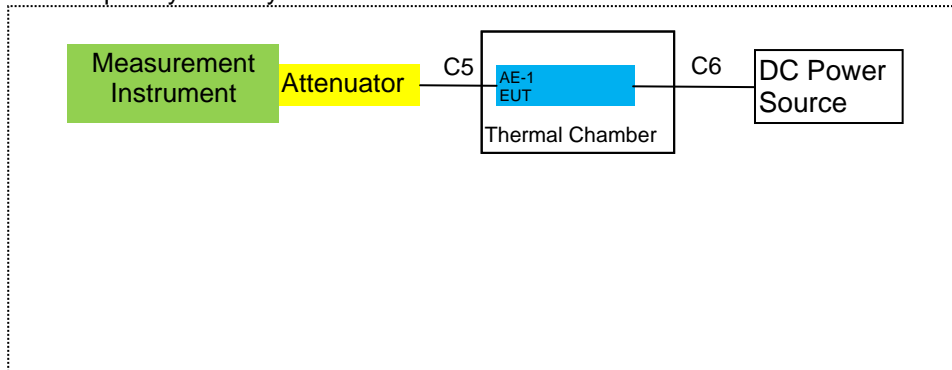 Measurement
Instrument
Attenuator
C5
AE-1
EUT
Thermal Chamber
C6
DC Power
Source